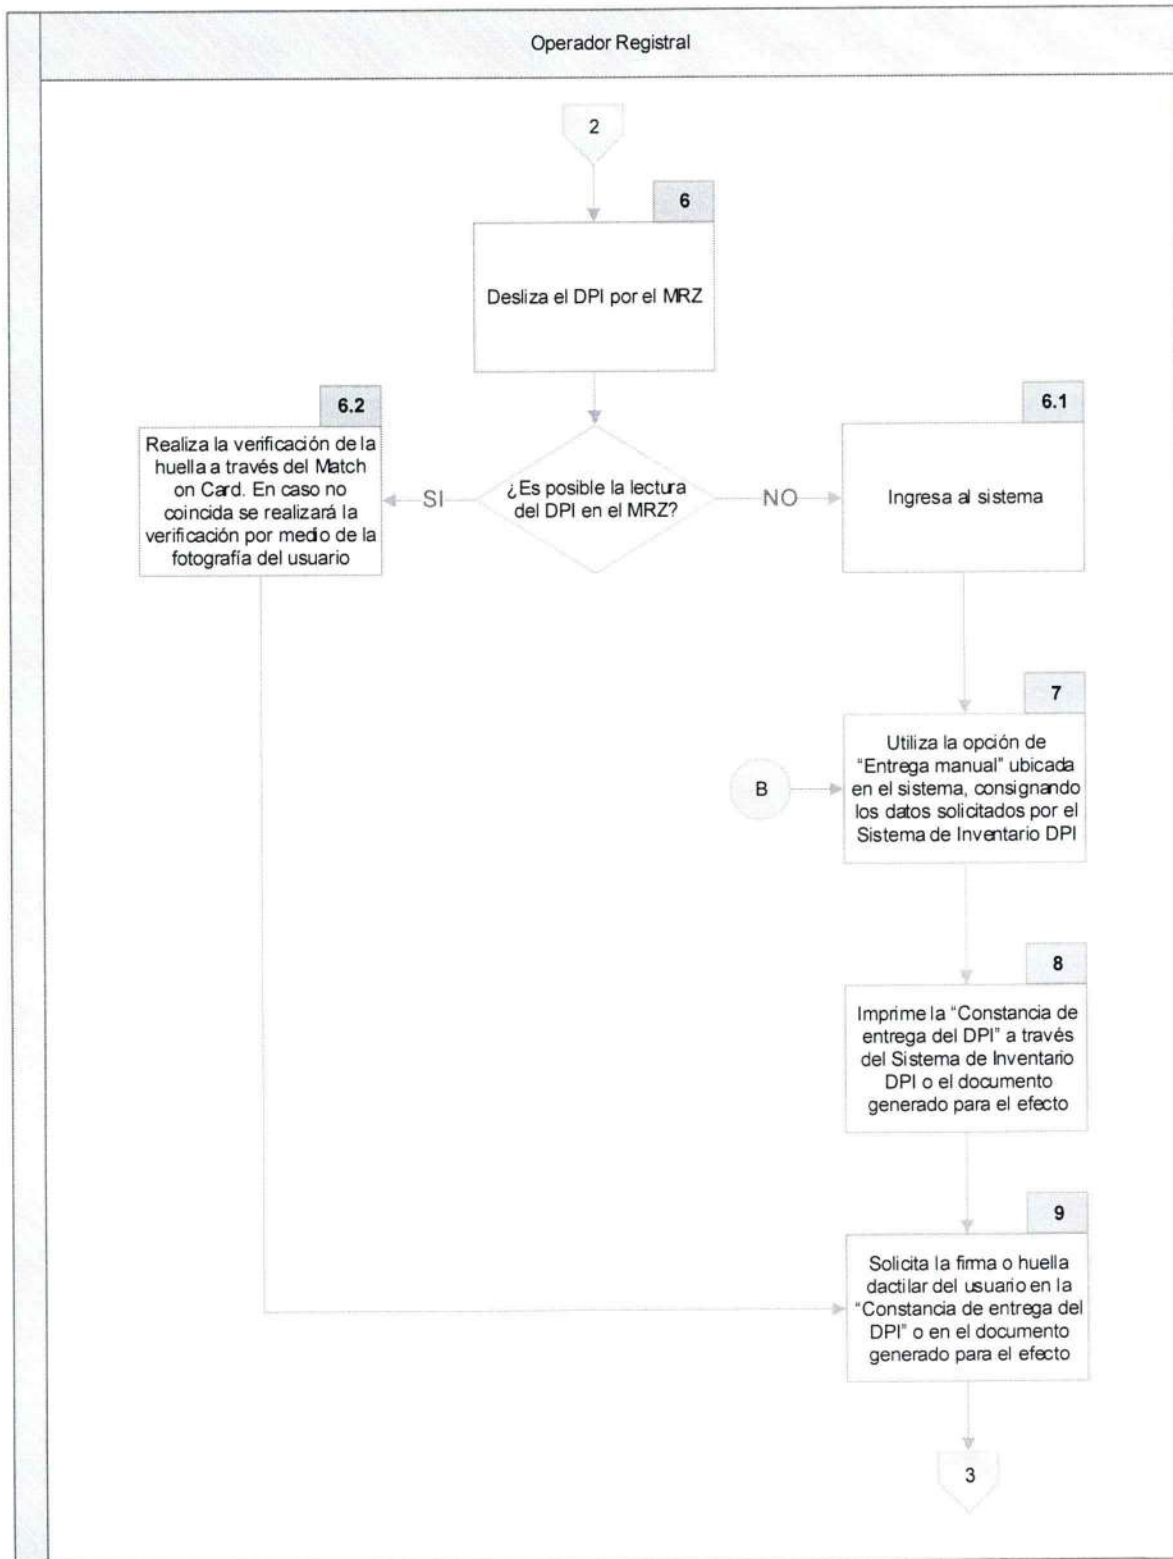 Operador Registral
2
6
Desliza el DPI por el MRZ
6.2
Realiza la verificación de la
huella a través del Match
on Card. En caso no
coincida se realizará la
verificación por medio de la
fotografía del usuario
SI
¿Es posible la lectura
del DPI en el MRZ?
NO
6.1
Ingresa al sistema
7
Utiliza la opción de
“Entrega manual” ubicada
en el sistema, consignando
los datos solicitados por el
Sistema de Inventario DPI
B
8
Imprime la “Constancia de
entrega del DPI” a través
del Sistema de Inventario
DPI o el documento
generado para el efecto
9
Solicita la firma o huella
dactilar del usuario en la
“Constancia de entrega del
DPI” o en el documento
generado para el efecto
3